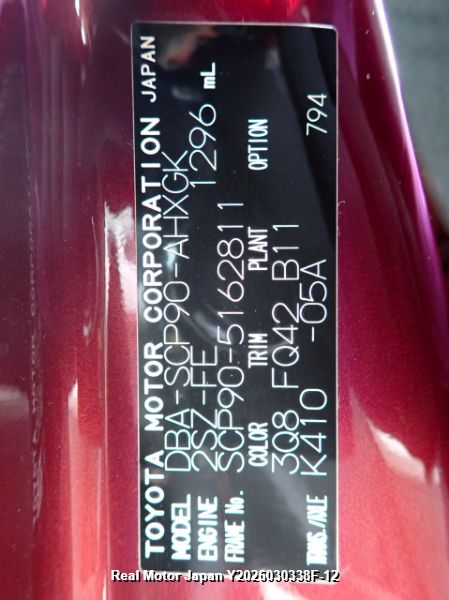 TOYOTA MOTOR CORPORATION JAPAN
MODEL DBA-SCP90-AHXGK
ENGINE 2SZ-FE 1296 mL
FRAME No. SCP90-5162811
COLOR TRIM PLANT OPTION
3Q8 FQ42 B11 794
TRANS./AXLE K410 -05A
Real Motor Japan Y2026030338F-12